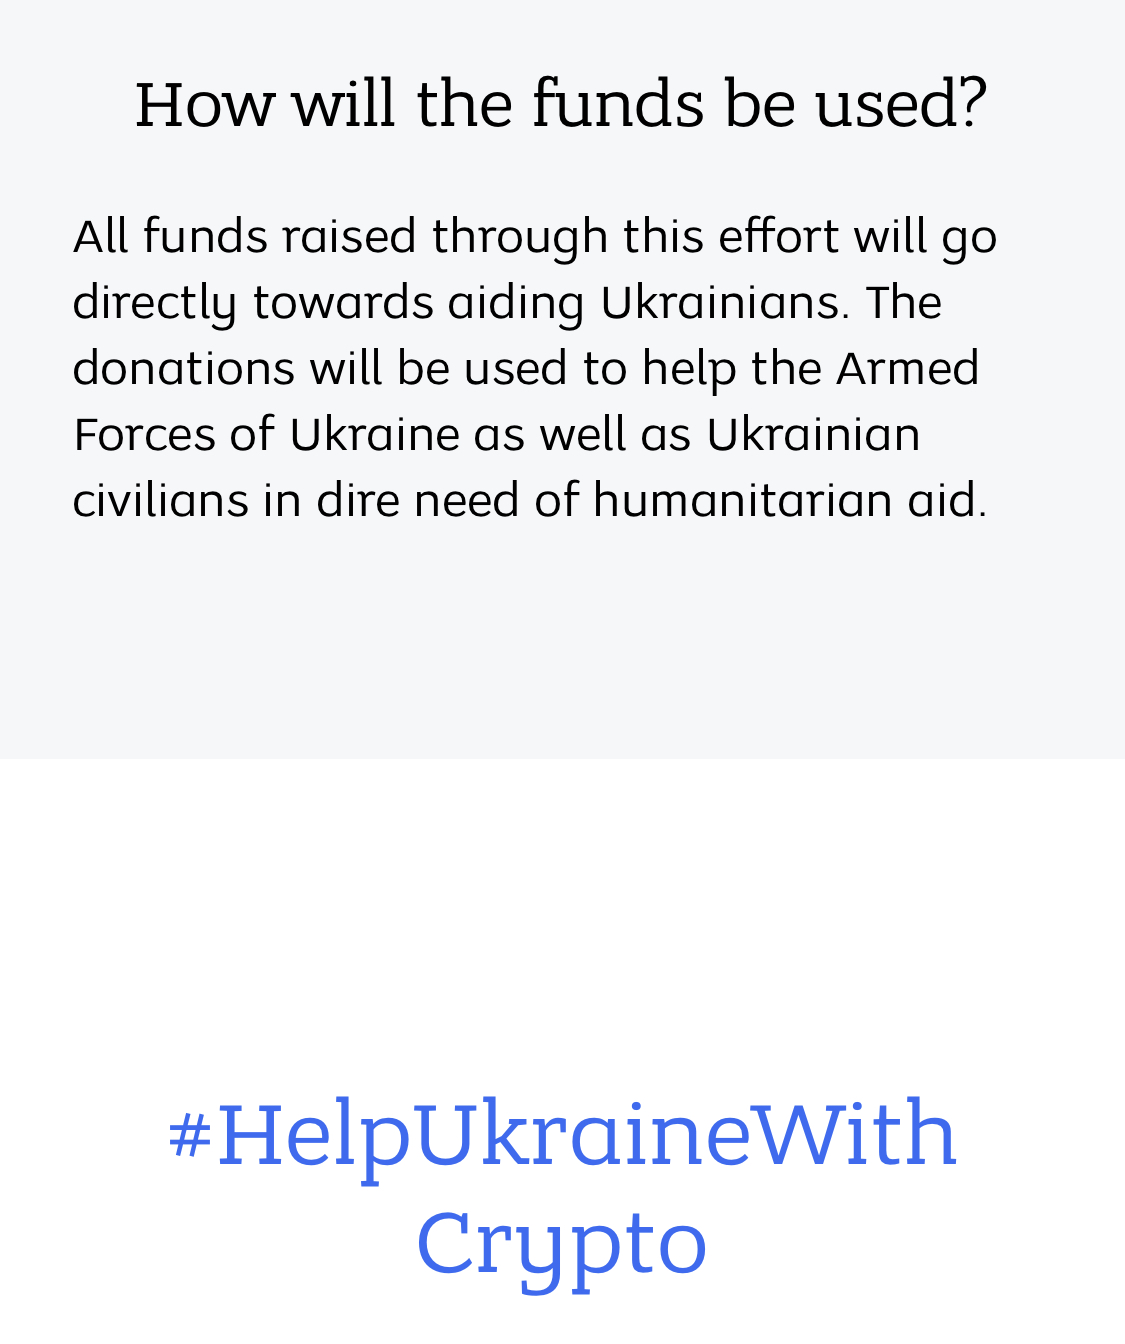 How will the funds be used?
All funds raised through this effort will go
directly towards aiding Ukrainians. The
donations will be used to help the Armed
Forces of Ukraine as well as Ukrainian
civilians in dire need of humanitarian aid.
#HelpUkraineWith
Crypto